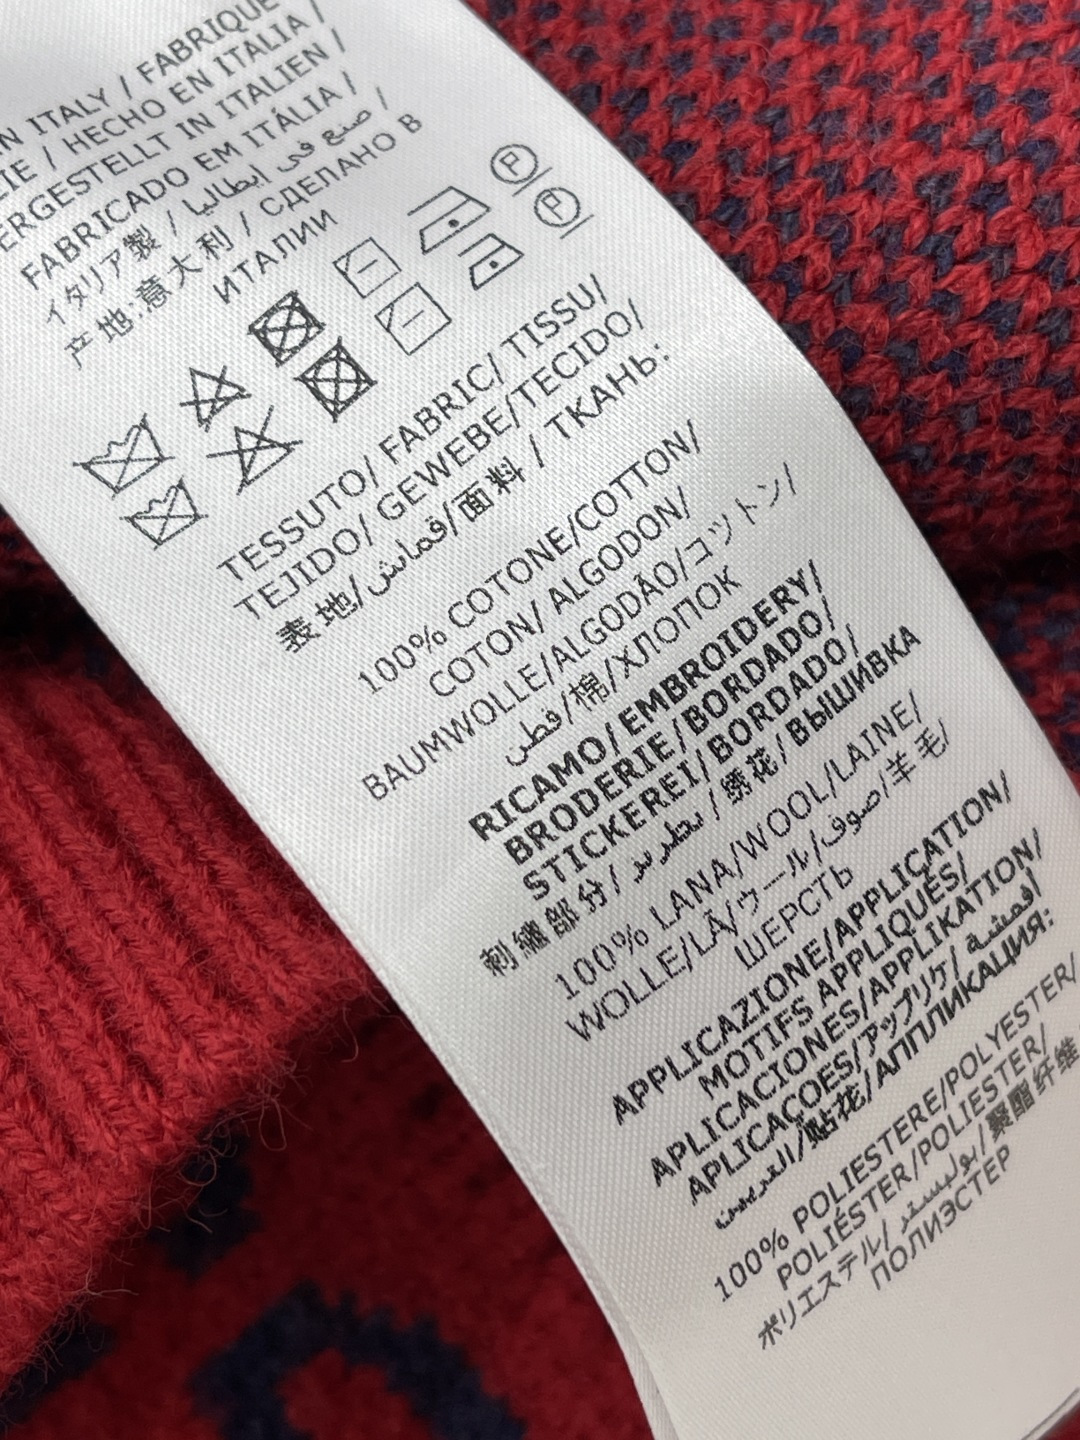 IN ITALY / FABRIQUE
/ HECHO EN ITALIA /
ERGESTELLT IN ITALIEN /
FABRICADO EM ITÁLIA /
イタリア製 / صنع في ايطاليا /
产地:意大利 / СДЕЛАНО В
ИТАЛИИ
TESSUTO/ FABRIC/ TISSU/
TEJIDO/ GEWEBE/TECIDO/
表地/قماش/面料 / ТКАНЬ:
100% COTONE/COTTON/
COTON/ ALGODON/
BAUMWOLLE/ALGODÃO/コットン/
قطن/棉/ХЛОПОК
RICAMO/EMBROIDERY/
BRODERIE/BORDADO/
STICKEREI/BORDADO/
刺繍部分/ تطريز /绣花/ВЫШИВКА
100% LANA/WOOL/LAINE/
WOLLE/LÃ/ウール/صوف/羊毛/
ШЕРСТЬ
APPLICAZIONE/APPLICATION/
MOTIFS APPLIQUÉS/
APLICACIONES/APPLIKATION/
APLICAÇOES/アップリケ/ أقمشة
/贴花/АППЛИКАЦИЯ:
100% POLIESTERE/POLYESTER/
POLIÉSTER/POLIESTER/
ポリエステル/ بوليستر /聚酯纤维
ПОЛИЭСТЕР